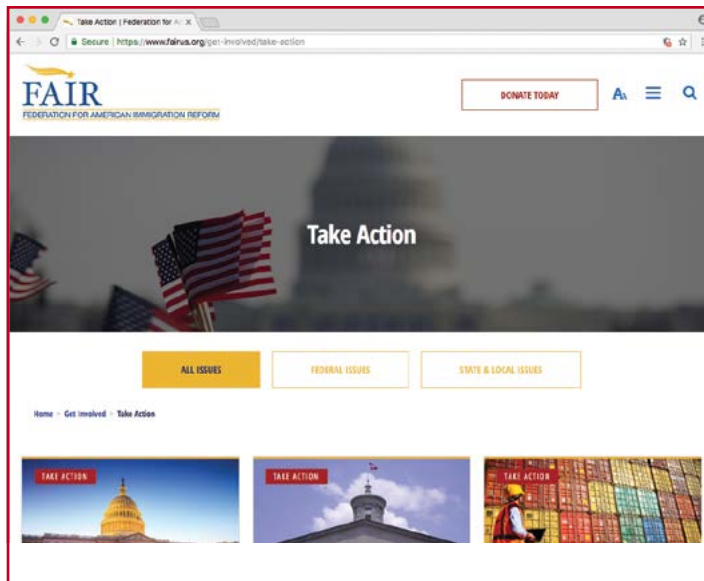 Take Action | Federation for Am
Secure | https://www.fairus.org/get-involved/take-action
FAIR
FEDERATION FOR AMERICAN IMMIGRATION REFORM
DONATE TODAY
Take Action
ALL ISSUES
FEDERAL ISSUES
STATE & LOCAL ISSUES
Home > Get Involved > Take Action
TAKE ACTION
TAKE ACTION
TAKE ACTION